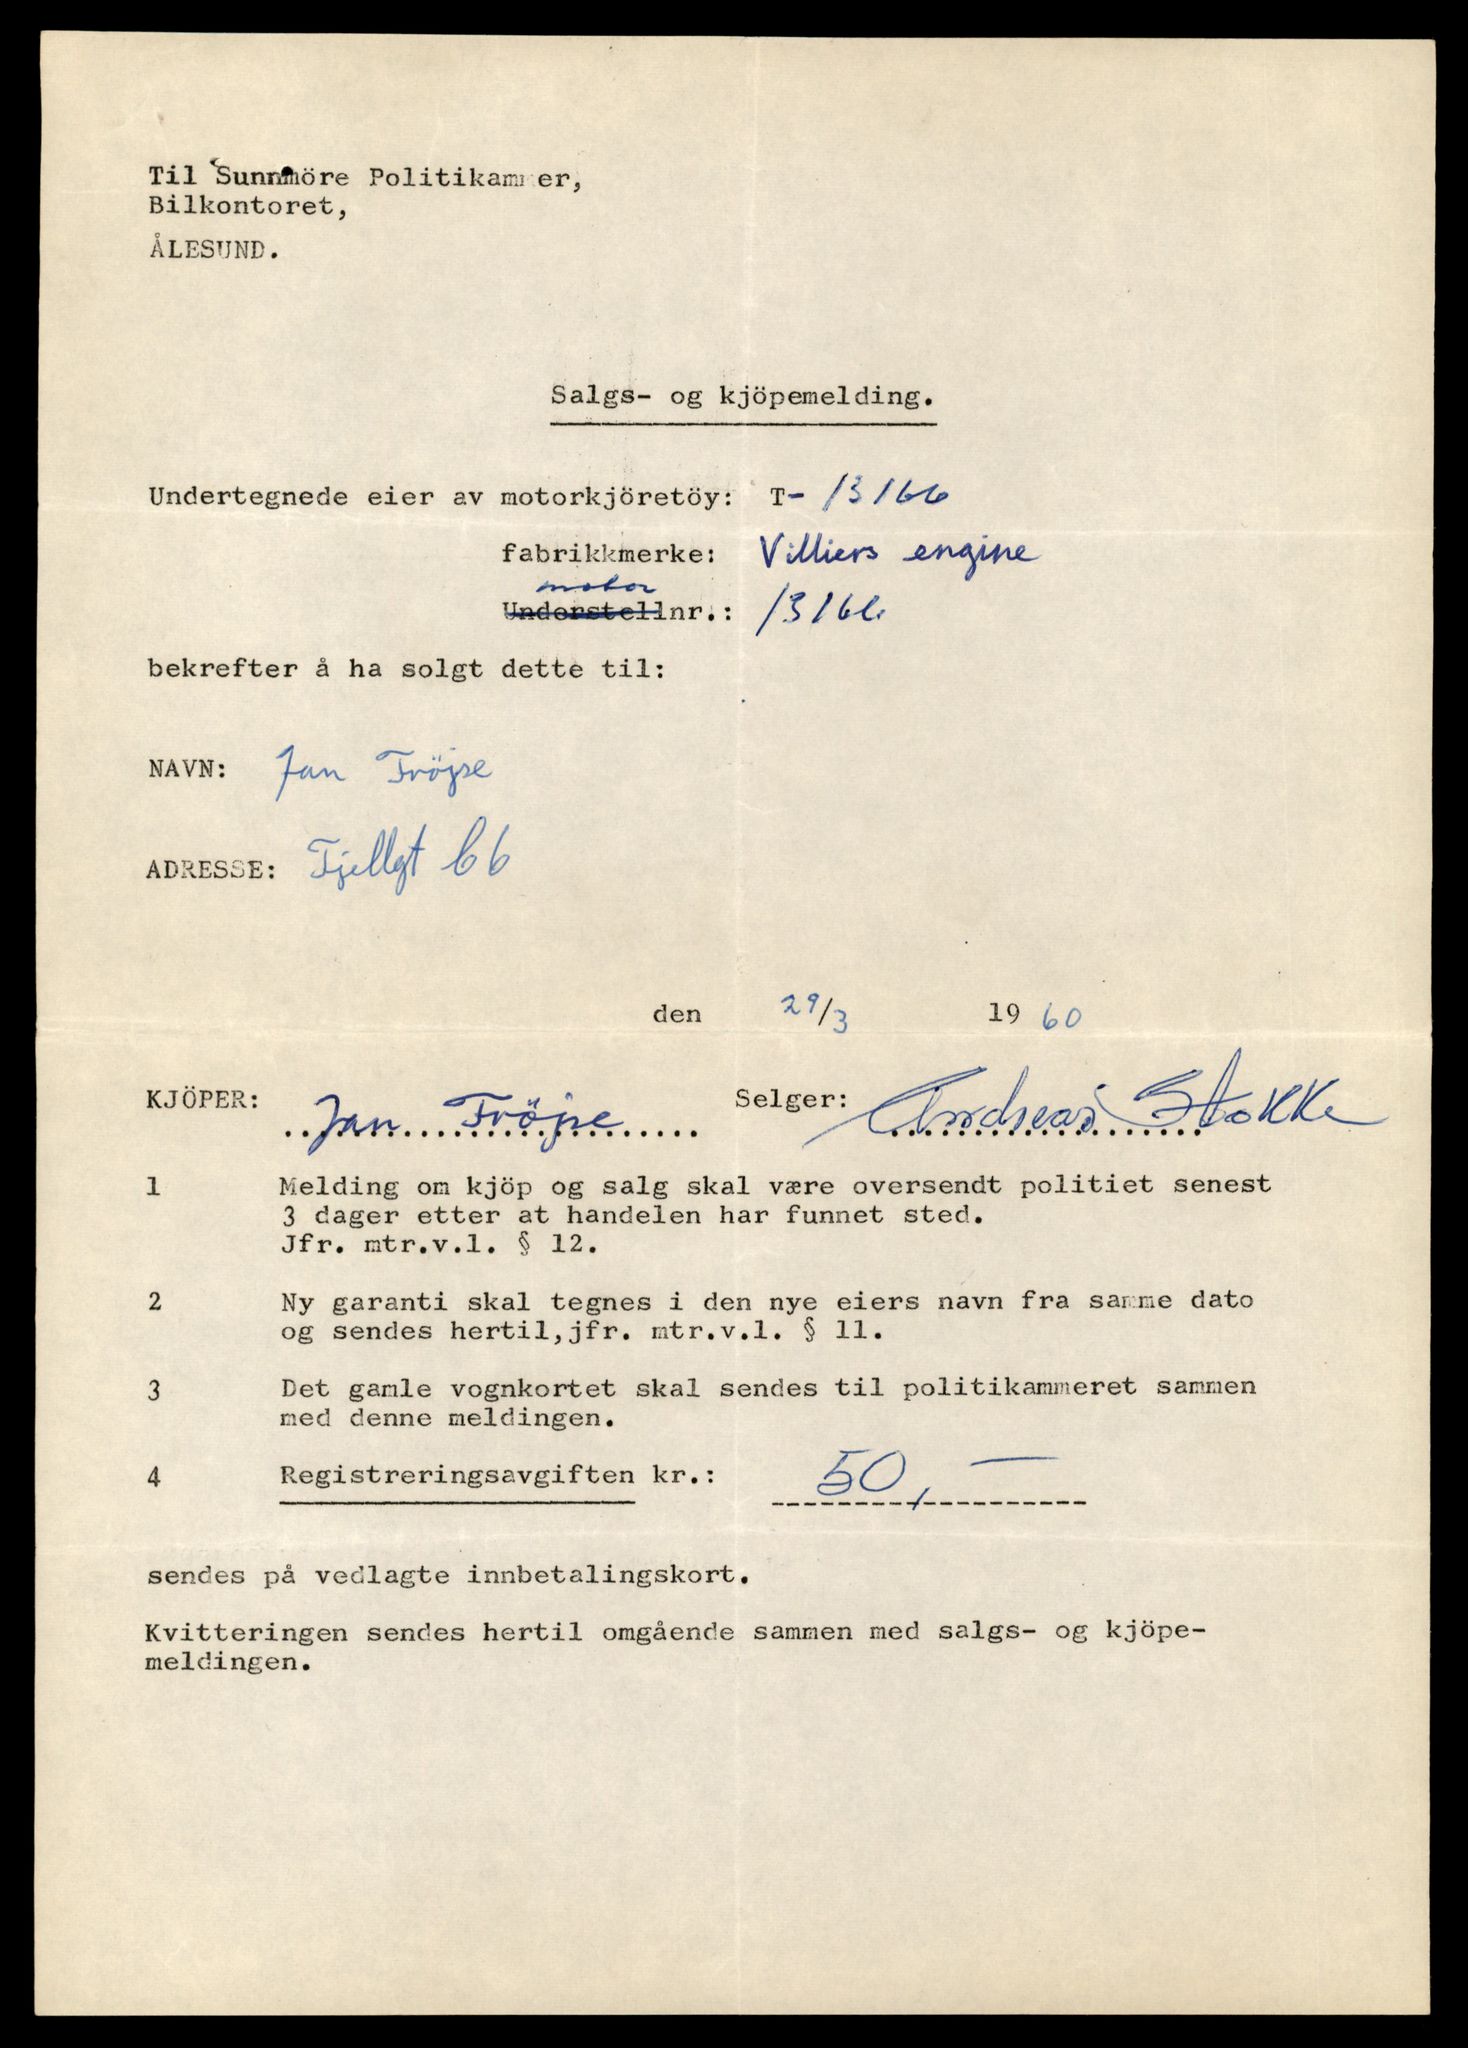 Til Sunnmöre Politikammer,
Bilkontoret,
ÅLESUND.
Salgs- og kjöpemelding.
Undertegnede eier av motorkjöretöy: T- 13166
fabrikkmerke: Villiers engine
motor
Understellnr.: 13166
bekrefter å ha solgt dette til:
NAVN: Jan Tröjse
ADRESSE: Fjellgt 66
den 29/3 1960
KJÖPER: Jan Tröjse Selger: Andreas Stokke
1 Melding om kjöp og salg skal være oversendt politiet senest
3 dager etter at handelen har funnet sted.
Jfr. mtr.v.l. § 12.
2 Ny garanti skal tegnes i den nye eiers navn fra samme dato
og sendes hertil,jfr. mtr.v.l. § 11.
3 Det gamle vognkortet skal sendes til politikammeret sammen
med denne meldingen.
4 Registreringsavgiften kr.: 50,-
sendes på vedlagte innbetalingskort.
Kvitteringen sendes hertil omgående sammen med salgs- og kjöpe-
meldingen.